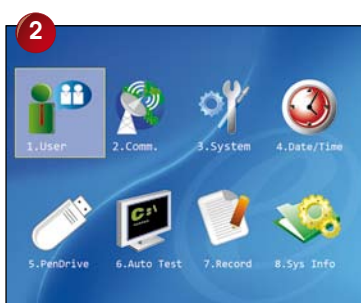 2
1.User 2.Comm. 3.System 4.Date/Time
C:\
5.PenDrive 6.Auto Test 7.Record 8.Sys Info